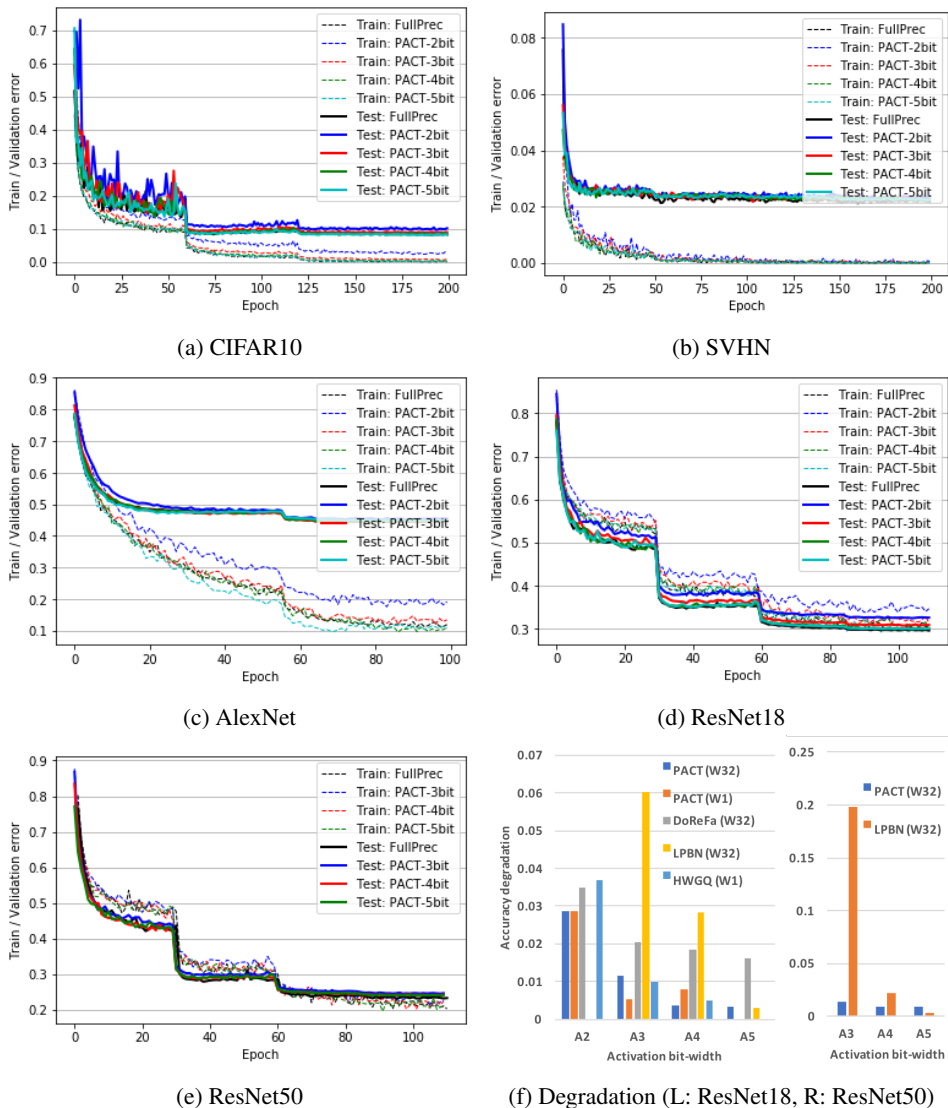 0.7
0.6
0.5
0.4
0.3
0.2
0.1
0.0
Train / Validation error
0 25 50 75 100 125 150 175 200
Epoch
Train: FullPrec
Train: PACT-2bit
Train: PACT-3bit
Train: PACT-4bit
Train: PACT-5bit
Test: FullPrec
Test: PACT-2bit
Test: PACT-3bit
Test: PACT-4bit
Test: PACT-5bit
(a) CIFAR10
0.08
0.06
0.04
0.02
0.00
Train / Validation error
0 25 50 75 100 125 150 175 200
Epoch
Train: FullPrec
Train: PACT-2bit
Train: PACT-3bit
Train: PACT-4bit
Train: PACT-5bit
Test: FullPrec
Test: PACT-2bit
Test: PACT-3bit
Test: PACT-4bit
Test: PACT-5bit
(b) SVHN
0.9
0.8
0.7
0.6
0.5
0.4
0.3
0.2
0.1
Train / Validation error
0 20 40 60 80 100
Epoch
Train: FullPrec
Train: PACT-2bit
Train: PACT-3bit
Train: PACT-4bit
Train: PACT-5bit
Test: FullPrec
Test: PACT-2bit
Test: PACT-3bit
Test: PACT-4bit
Test: PACT-5bit
(c) AlexNet
0.8
0.7
0.6
0.5
0.4
0.3
Train / Validation error
0 20 40 60 80 100
Epoch
Train: FullPrec
Train: PACT-2bit
Train: PACT-3bit
Train: PACT-4bit
Train: PACT-5bit
Test: FullPrec
Test: PACT-2bit
Test: PACT-3bit
Test: PACT-4bit
Test: PACT-5bit
(d) ResNet18
0.9
0.8
0.7
0.6
0.5
0.4
0.3
0.2
Train / Validation error
0 20 40 60 80 100
Epoch
Train: FullPrec
Train: PACT-3bit
Train: PACT-4bit
Train: PACT-5bit
Test: FullPrec
Test: PACT-3bit
Test: PACT-4bit
Test: PACT-5bit
(e) ResNet50
0.07
0.06
0.05
0.04
0.03
0.02
0.01
0
Accuracy degradation
PACT (W32)
PACT (W1)
DoReFa (W32)
LPBN (W32)
HWGQ (W1)
A2 A3 A4 A5
Activation bit-width
0.25
0.2
0.15
0.1
0.05
0
PACT (W32)
LPBN (W32)
A3 A4 A5
Activation bit-width
(f) Degradation (L: ResNet18, R: ResNet50)